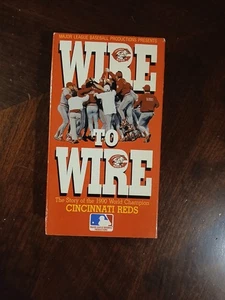 MAJOR LEAGUE BASEBALL PRODUCTIONS PRESENTS
WIRE
TO
WIRE
The Story of the 1990 World Champion
CINCINNATI REDS